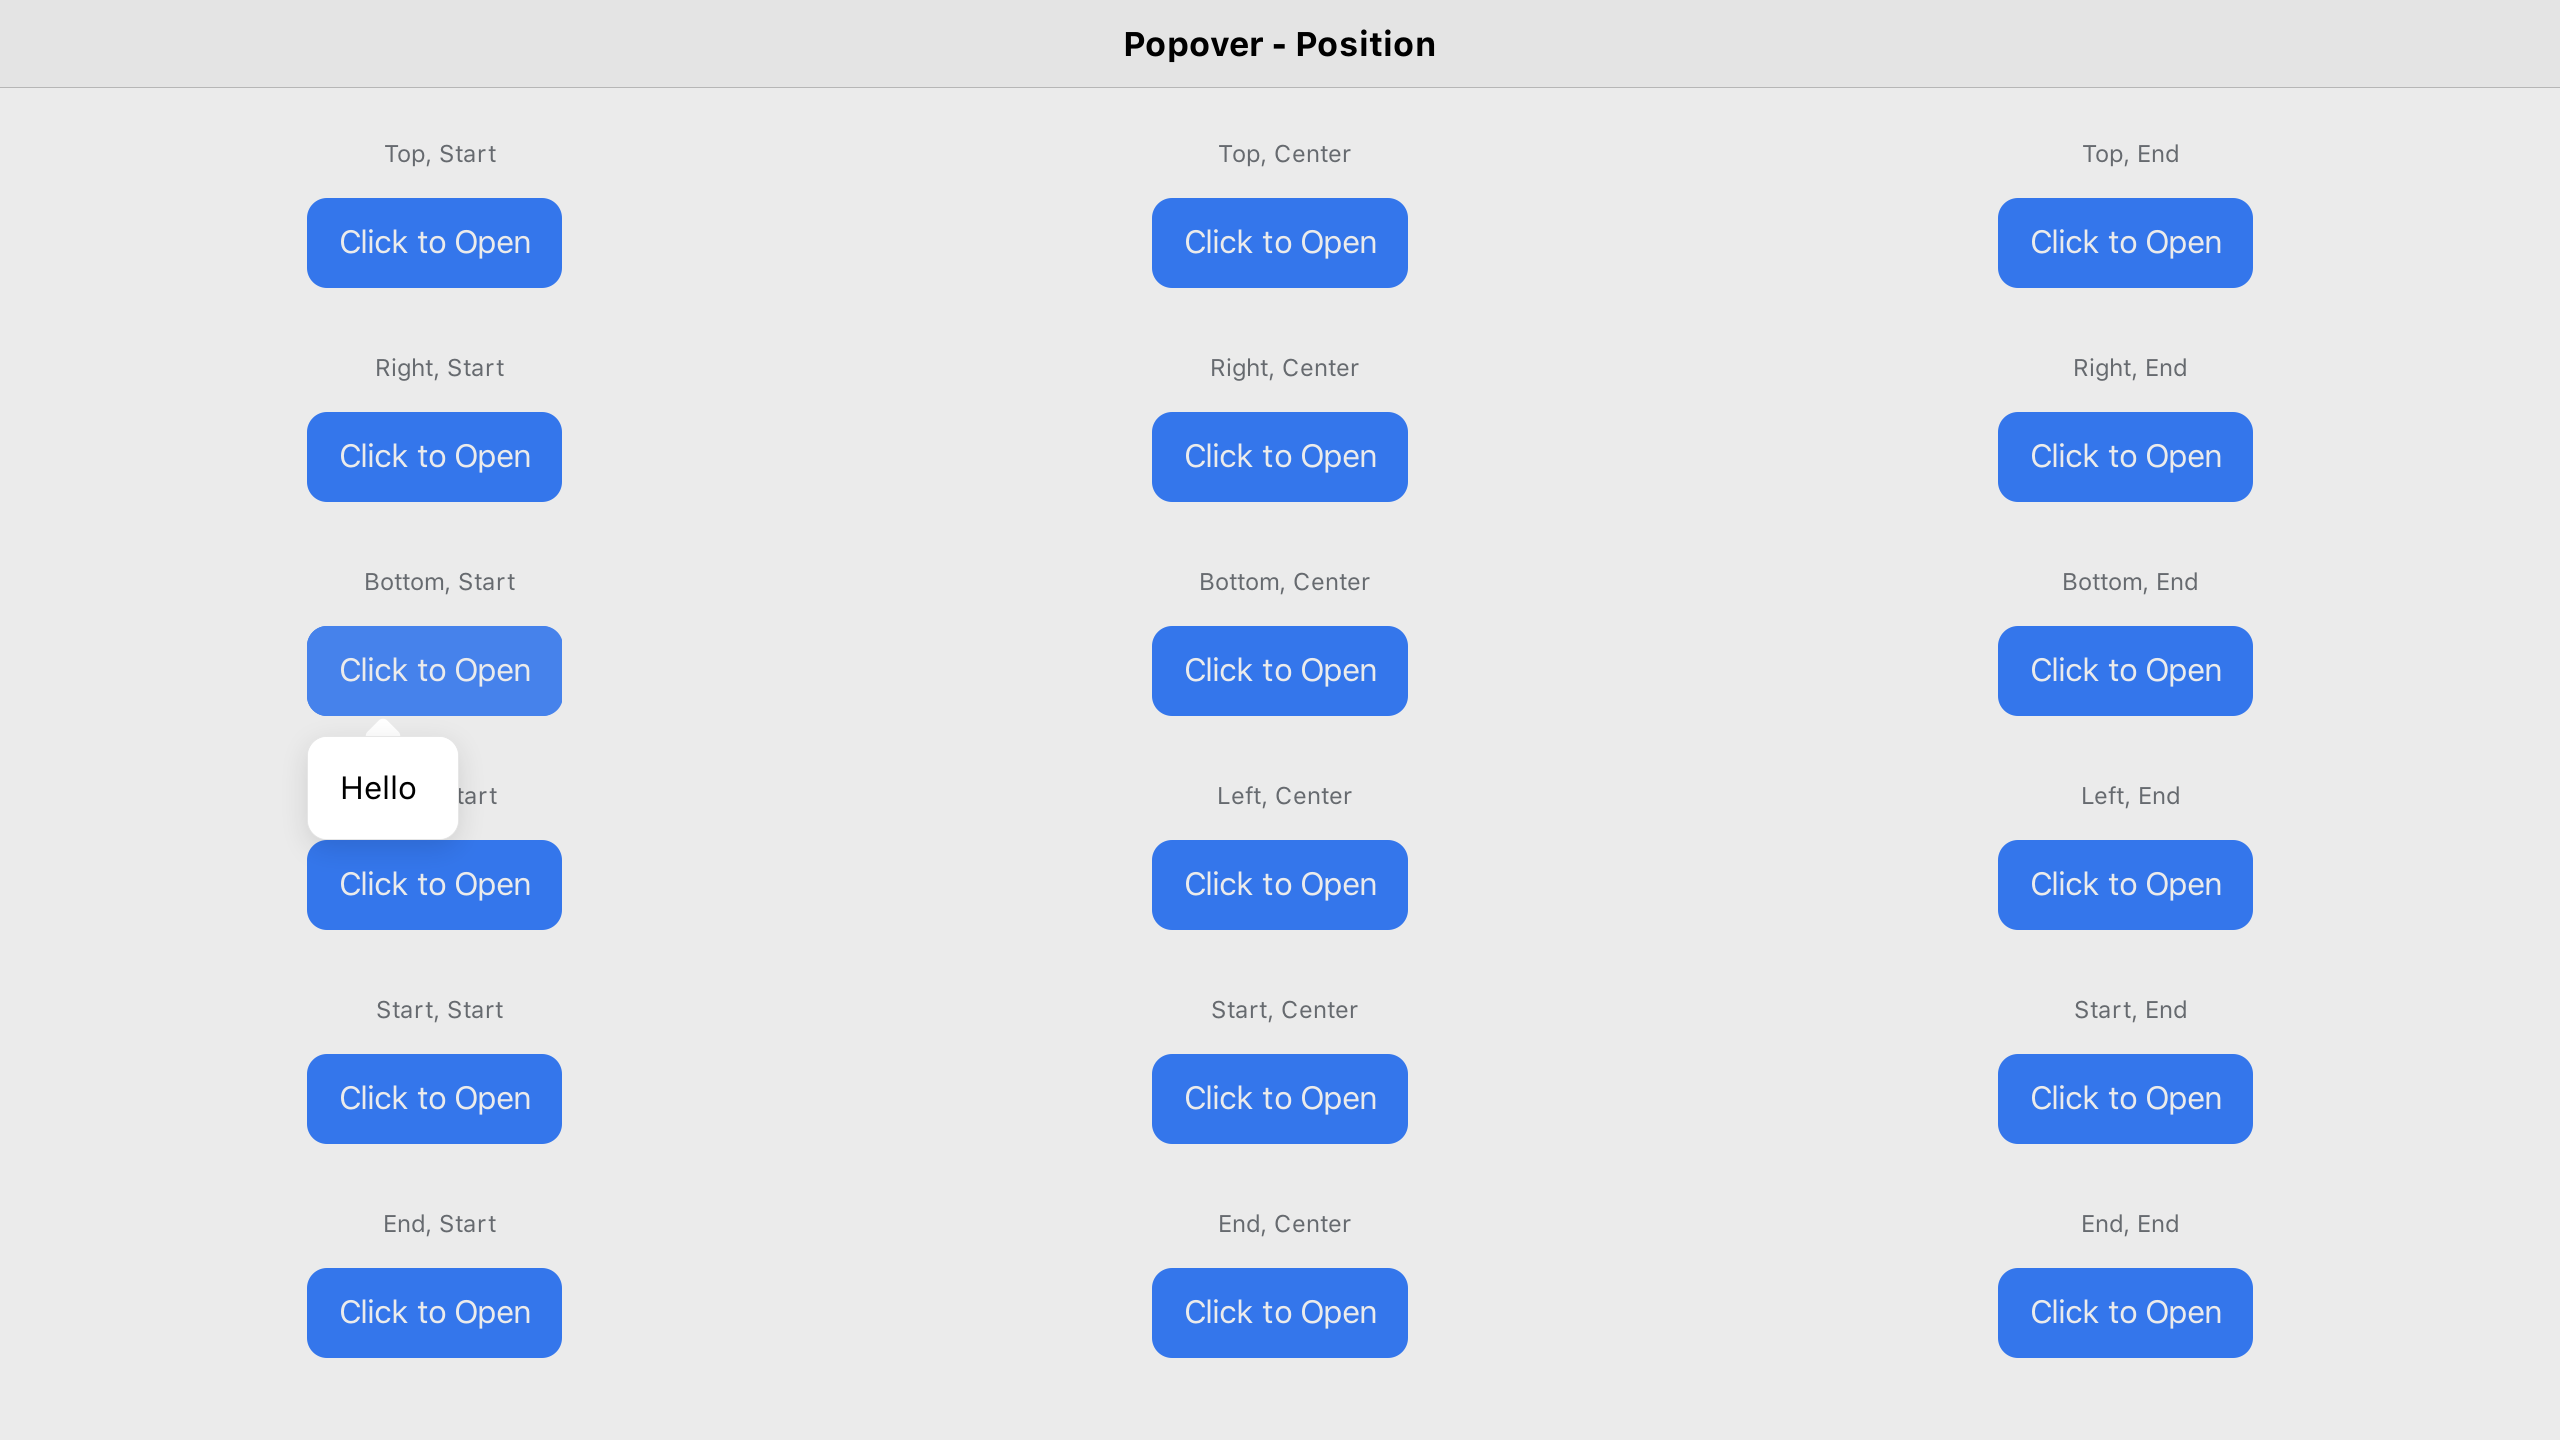 Popover - Position
Top, Start
Top, Center
Top, End
Click to Open
Click to Open
Click to Open
Right, Start
Right, Center
Right, End
Click to Open
Click to Open
Click to Open
Bottom, Start
Bottom, Center
Bottom, End
Click to Open
Click to Open
Click to Open
Hello
tart
Left, Center
Left, End
Click to Open
Click to Open
Click to Open
Start, Start
Start, Center
Start, End
Click to Open
Click to Open
Click to Open
End, Start
End, Center
End, End
Click to Open
Click to Open
Click to Open